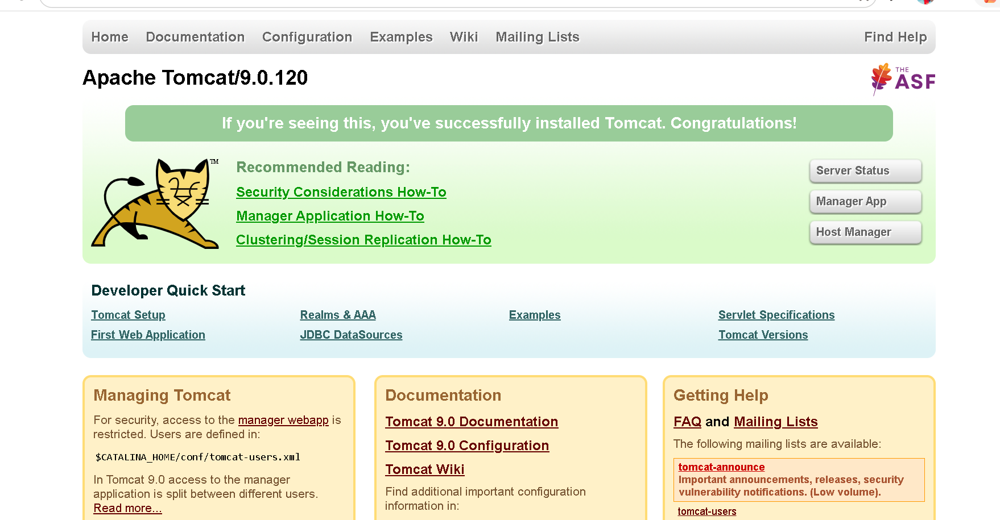 Home Documentation Configuration Examples Wiki Mailing Lists Find Help
Apache Tomcat/9.0.120
THE
ASF
If you're seeing this, you've successfully installed Tomcat. Congratulations!
TM
Recommended Reading:
Security Considerations How-To
Manager Application How-To
Clustering/Session Replication How-To
Server Status
Manager App
Host Manager
Developer Quick Start
Tomcat Setup
First Web Application
Realms & AAA
JDBC DataSources
Examples
Servlet Specifications
Tomcat Versions
Managing Tomcat
For security, access to the manager webapp is
restricted. Users are defined in:
$CATALINA_HOME/conf/tomcat-users.xml
In Tomcat 9.0 access to the manager
application is split between different users.
Read more...
Documentation
Tomcat 9.0 Documentation
Tomcat 9.0 Configuration
Tomcat Wiki
Find additional important configuration
information in:
Getting Help
FAQ and Mailing Lists
The following mailing lists are available:
tomcat-announce
Important announcements, releases, security
vulnerability notifications. (Low volume).
tomcat-users